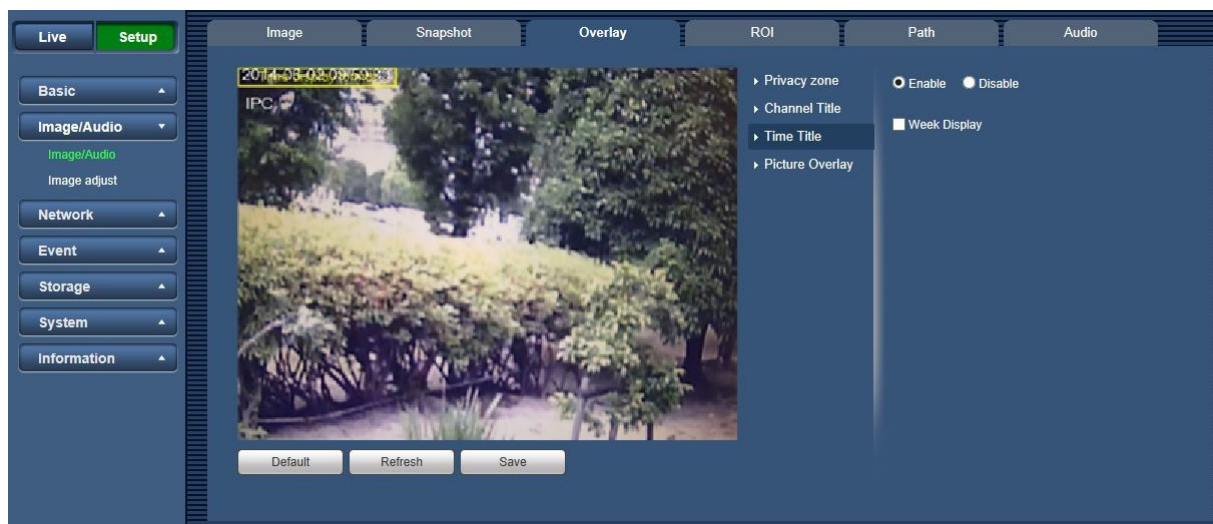 Live Setup
Image Snapshot Overlay ROI Path Audio
Basic
Image/Audio
Image/Audio
Image adjust
Network
Event
Storage
System
Information
IPC
Privacy zone
Channel Title
Time Title
Picture Overlay
Enable Disable
Week Display
Default Refresh Save